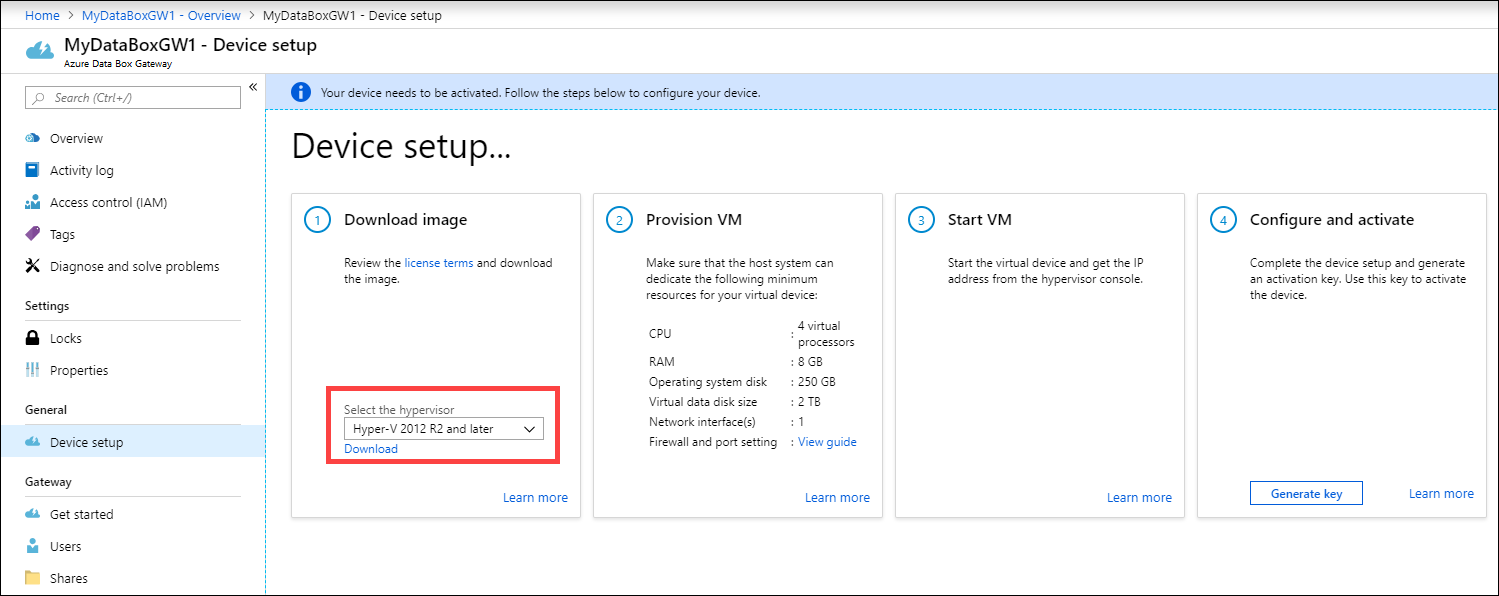 Home > MyDataBoxGW1 - Overview > MyDataBoxGW1 - Device setup
MyDataBoxGW1 - Device setup
Azure Data Box Gateway
Search (Ctrl+/)
«
Overview
Activity log
Access control (IAM)
Tags
Diagnose and solve problems
Settings
Locks
Properties
General
Device setup
Gateway
Get started
Users
Shares
Your device needs to be activated. Follow the steps below to configure your device.
Device setup...
1 Download image
Review the license terms and download
the image.
Select the hypervisor
Hyper-V 2012 R2 and later
Download
Learn more
2 Provision VM
Make sure that the host system can
dedicate the following minimum
resources for your virtual device:
CPU : 4 virtual
processors
RAM : 8 GB
Operating system disk : 250 GB
Virtual data disk size : 2 TB
Network interface(s) : 1
Firewall and port setting : View guide
Learn more
3 Start VM
Start the virtual device and get the IP
address from the hypervisor console.
Learn more
4 Configure and activate
Complete the device setup and generate
an activation key. Use this key to activate
the device.
Generate key
Learn more